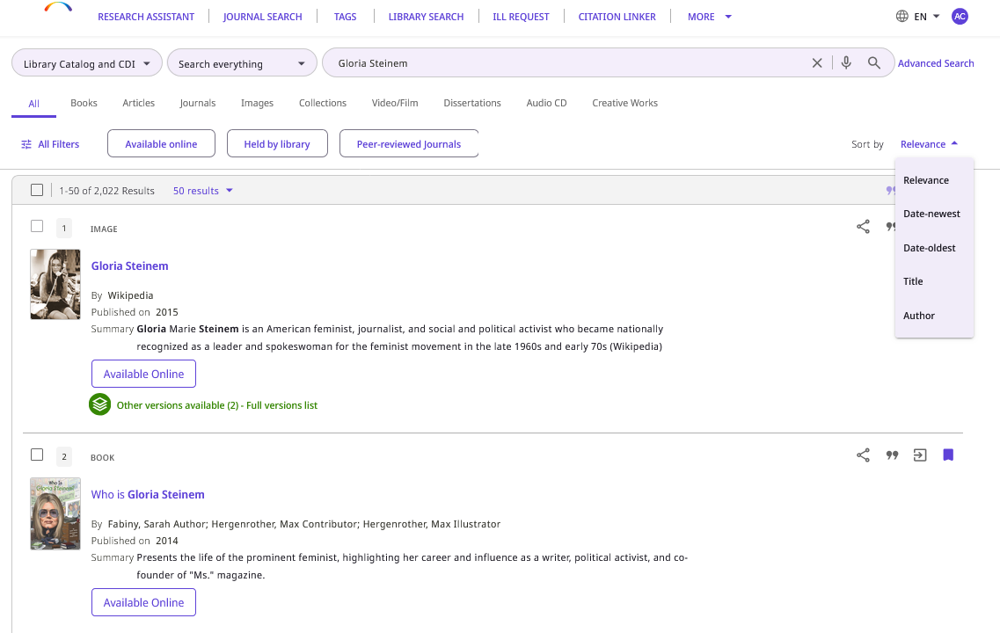 RESEARCH ASSISTANT JOURNAL SEARCH TAGS LIBRARY SEARCH ILL REQUEST CITATION LINKER MORE EN AC
Library Catalog and CDI Search everything Gloria Steinem Advanced Search
All Books Articles Journals Images Collections Video/Film Dissertations Audio CD Creative Works
All Filters Available online Held by library Peer-reviewed Journals Sort by Relevance
Relevance
Date-newest
Date-oldest
Title
Author
1-50 of 2,022 Results 50 results
1 IMAGE
Gloria Steinem
By Wikipedia
Published on 2015
Summary Gloria Marie Steinem is an American feminist, journalist, and social and political activist who became nationally
recognized as a leader and spokeswoman for the feminist movement in the late 1960s and early 70s (Wikipedia)
Available Online
Other versions available (2) - Full versions list
2 BOOK
Who Is
Gloria Steinem?
Who is Gloria Steinem
By Fabiny, Sarah Author; Hergenrother, Max Contributor; Hergenrother, Max Illustrator
Published on 2014
Summary Presents the life of the prominent feminist, highlighting her career and influence as a writer, political activist, and co-
founder of "Ms." magazine.
Available Online